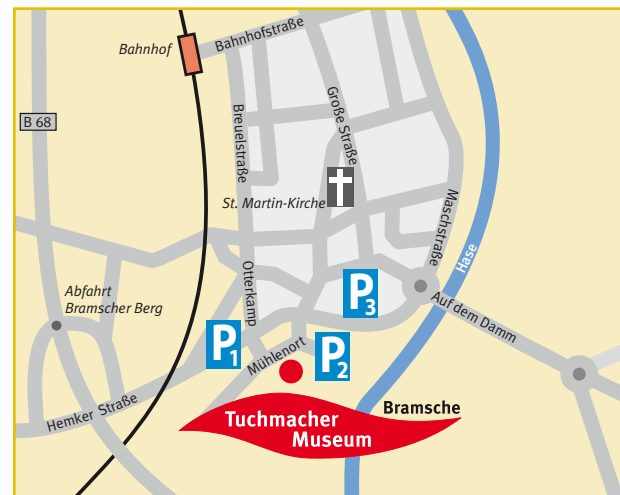 Bahnhofstraße
Bahnhof
B 68
Breuelstraße
Große Straße
St. Martin-Kirche
Maschstraße
Hase
Otterkamp
Abfahrt
Bramscher Berg
P3
Auf dem Damm
P1
P2
Mühlenort
Hemker Straße
Bramsche
Tuchmacher
Museum